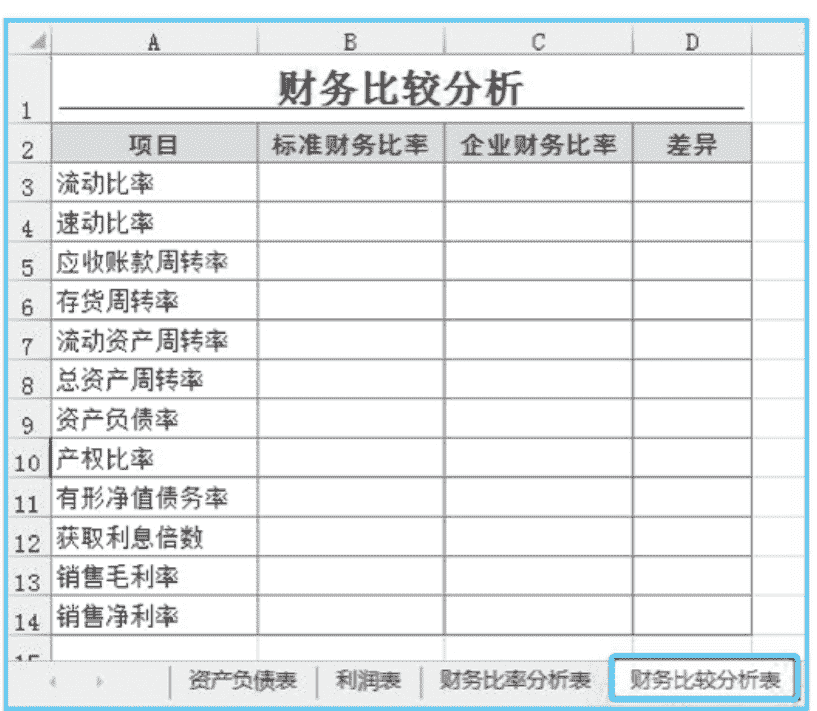 A B C D
1 财务比较分析
2 项目 标准财务比率 企业财务比率 差异
3 流动比率
4 速动比率
5 应收账款周转率
6 存货周转率
7 流动资产周转率
8 总资产周转率
9 资产负债率
10 产权比率
11 有形净值债务率
12 获取利息倍数
13 销售毛利率
14 销售净利率
资产负债表 利润表 财务比率分析表 财务比较分析表